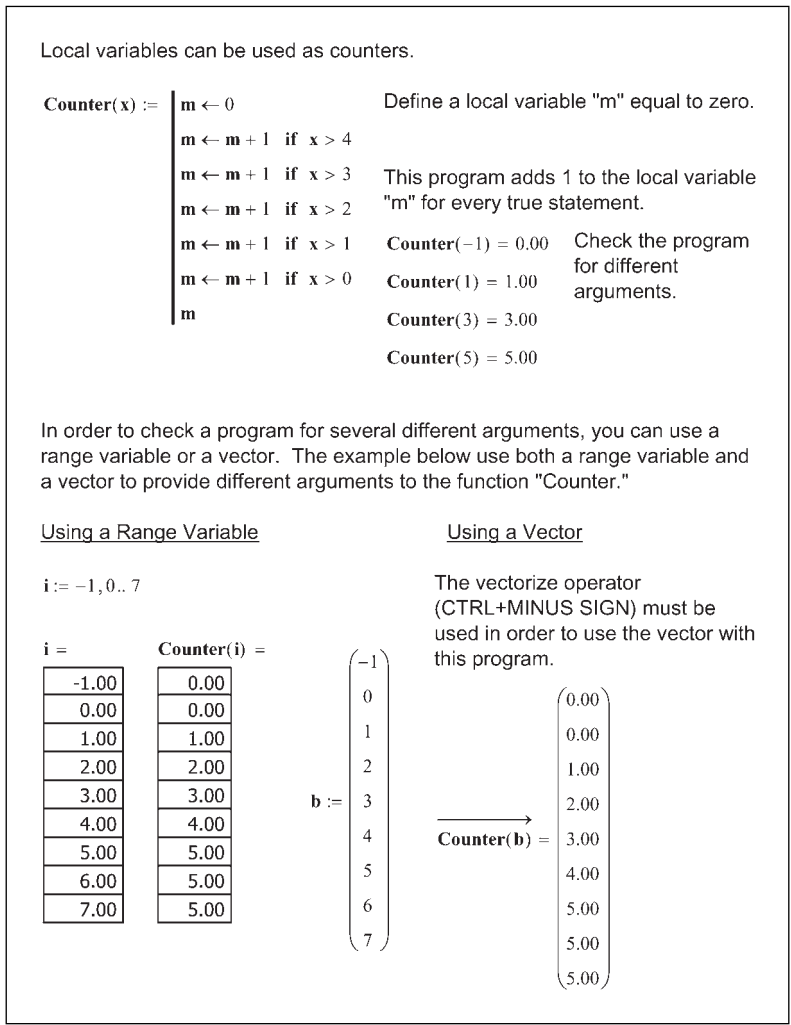 Local variables can be used as counters.
Counter(x) :=
m ← 0
m ← m + 1 if x > 4
m ← m + 1 if x > 3
m ← m + 1 if x > 2
m ← m + 1 if x > 1
m ← m + 1 if x > 0
m
Define a local variable "m" equal to zero.
This program adds 1 to the local variable
"m" for every true statement.
Counter(−1) = 0.00
Counter(1) = 1.00
Counter(3) = 3.00
Counter(5) = 5.00
Check the program
for different
arguments.
In order to check a program for several different arguments, you can use a
range variable or a vector. The example below use both a range variable and
a vector to provide different arguments to the function "Counter."
Using a Range Variable
i := −1, 0 .. 7
i =
-1.00
0.00
1.00
2.00
3.00
4.00
5.00
6.00
7.00
Counter(i) =
0.00
0.00
1.00
2.00
3.00
4.00
5.00
5.00
5.00
Using a Vector
The vectorize operator
(CTRL+MINUS SIGN) must be
used in order to use the vector with
this program.
b :=
−1
0
1
2
3
4
5
6
7
Counter(b) =
0.00
0.00
1.00
2.00
3.00
4.00
5.00
5.00
5.00